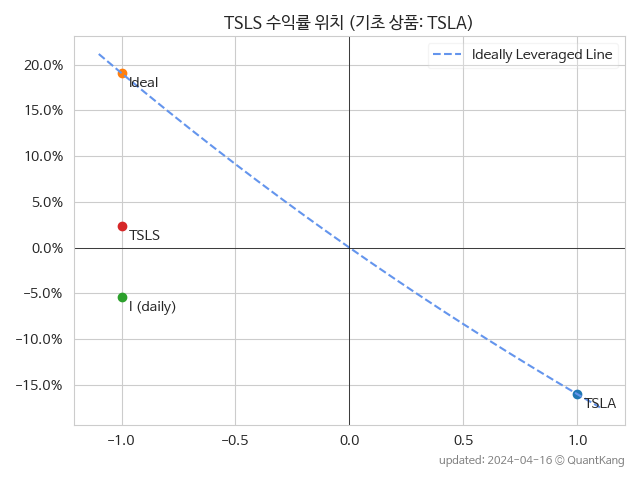 TSLS 수익률 위치 (기초 상품: TSLA)
Ideally Leveraged Line
20.0%
15.0%
10.0%
5.0%
0.0%
−5.0%
−10.0%
−15.0%
Ideal
TSLS
I (daily)
TSLA
−1.0 −0.5 0.0 0.5 1.0
updated: 2024-04-16 © QuantKang